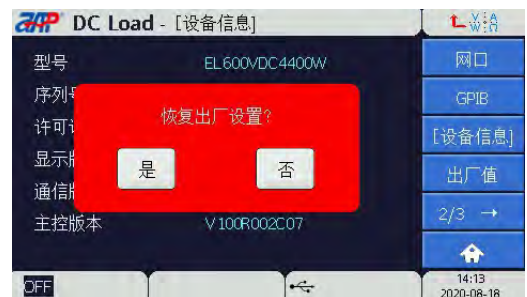 ZAP DC Load - [设备信息]
型号 EL600VDC4400W
序列
许可
显示
通信
主控版本 V100R002C07
恢复出厂设置?
是 否
网口
GPIB
[设备信息]
出厂值
2/3 →
OFF
14:13
2020-08-18